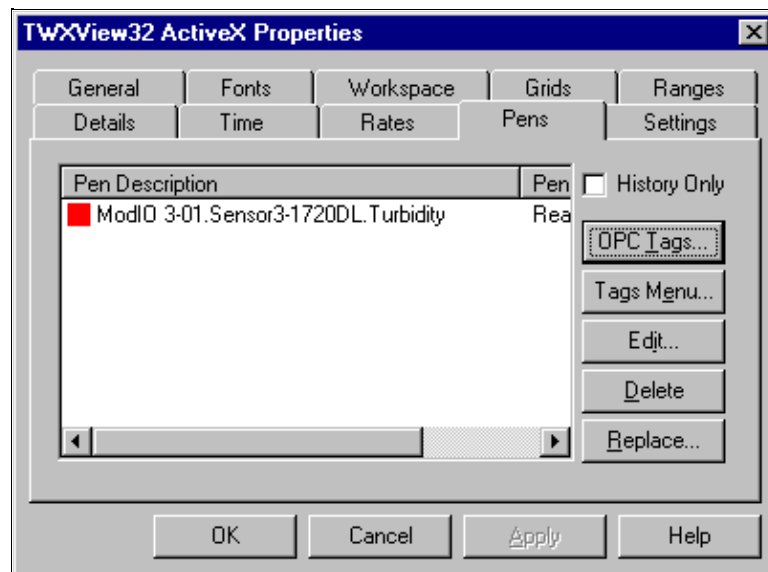 TWXView32 ActiveX Properties
General Fonts Workspace Grids Ranges
Details Time Rates Pens Settings
Pen Description Pen History Only
ModIO 3-01.Sensor3-1720DL.Turbidity Rea
OPC Tags...
Tags Menu...
Edit...
Delete
Replace...
OK Cancel Apply Help